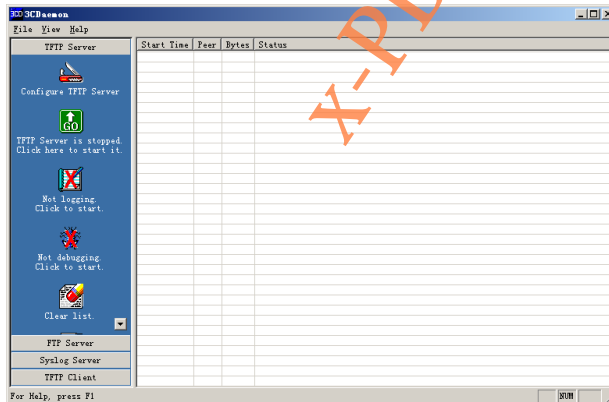 3CDaemon
File View Help
TFTP Server
Start Time Peer Bytes Status
Configure TFTP Server
GO
TFTP Server is stopped.
Click here to start it.
Not logging.
Click to start.
Not debugging.
Click to start.
Clear list.
FTP Server
Syslog Server
TFTP Client
For Help, press F1
NUM